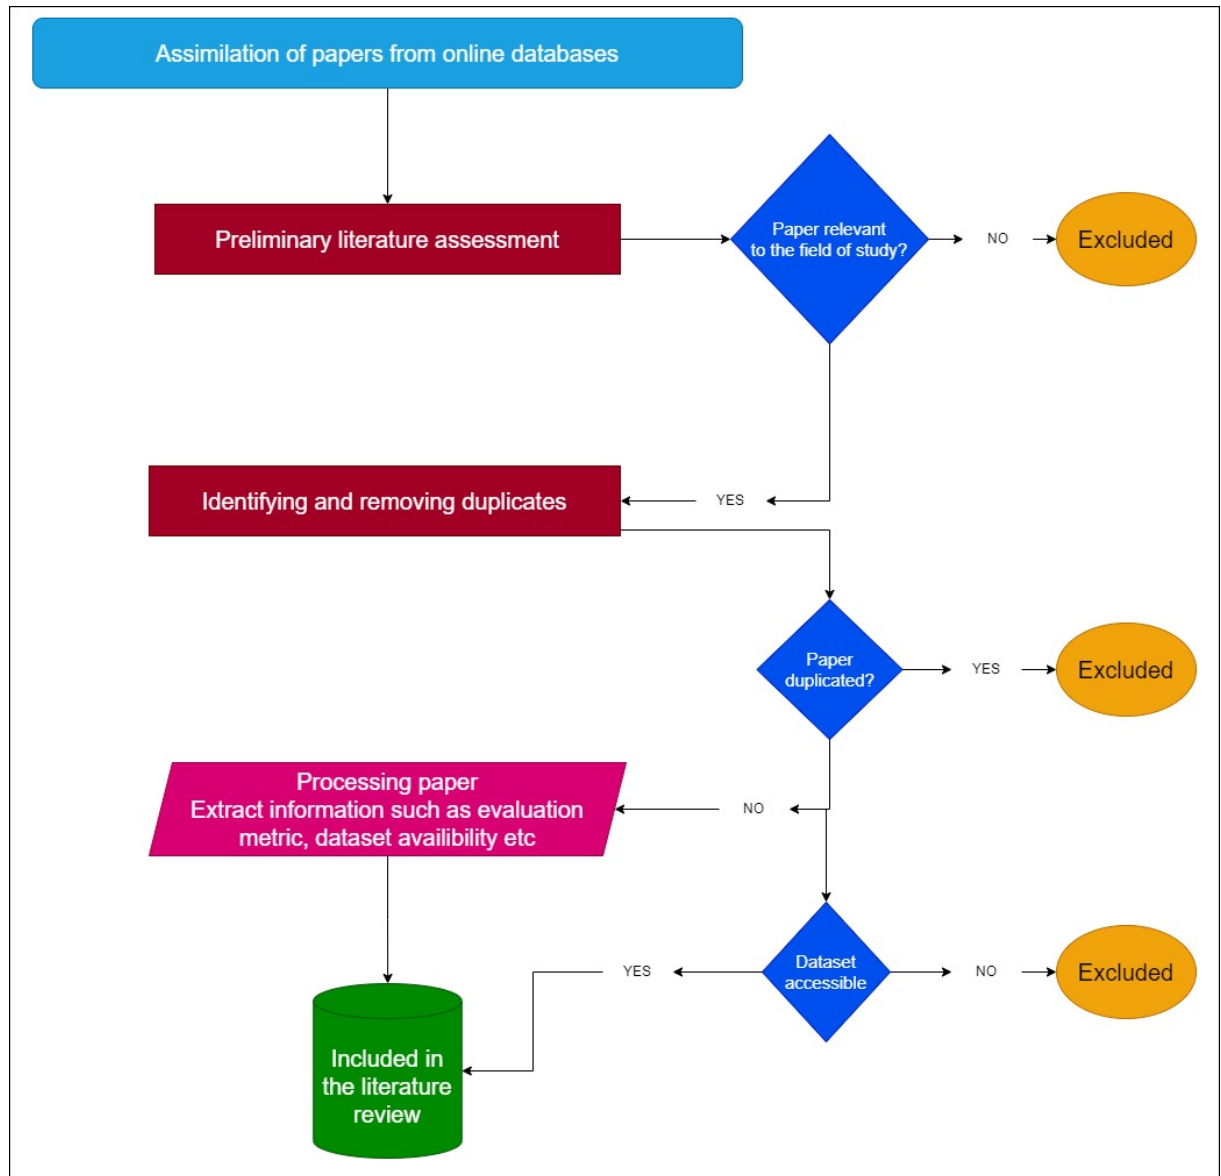 Assimilation of papers from online databases
Preliminary literature assessment
Paper relevant
to the field of study?
NO
Excluded
Identifying and removing duplicates
YES
Paper
duplicated?
YES
Excluded
Processing paper
Extract information such as evaluation
metric, dataset availibility etc
NO
Dataset
accessible
NO
Excluded
YES
Included in
the literature
review